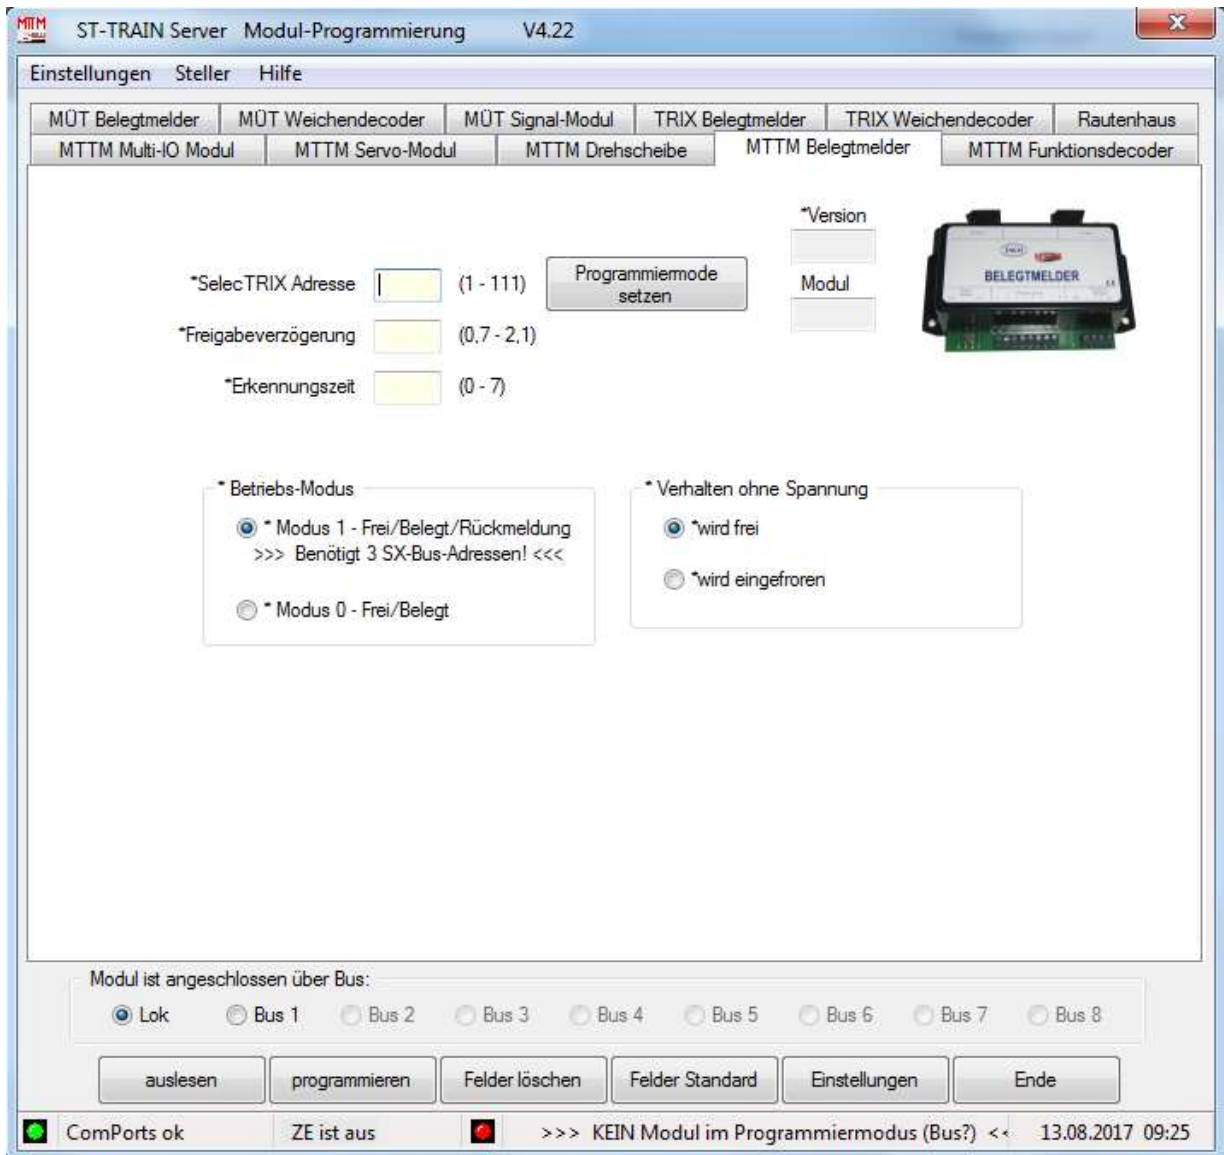 MTTM ST-TRAIN Server Modul-Programmierung V4.22
Einstellungen Steller Hilfe
MÜT Belegtmelder MÜT Weichendecoder MÜT Signal-Modul TRIX Belegtmelder TRIX Weichendecoder Rautenhaus
MTTM Multi-IO Modul MTTM Servo-Modul MTTM Drehscheibe MTTM Belegtmelder MTTM Funktionsdecoder
*Version
*SelecTRIX Adresse (1 - 111) Programmiermode setzen Modul
BELEGTMELDER
*Freigabeverzögerung (0,7 - 2,1)
*Erkennungszeit (0 - 7)
* Betriebs-Modus * Verhalten ohne Spannung
* Modus 1 - Frei/Belegt/Rückmeldung *wird frei
>>> Benötigt 3 SX-Bus-Adressen! <<<
*wird eingefroren
* Modus 0 - Frei/Belegt
Modul ist angeschlossen über Bus:
Lok Bus 1 Bus 2 Bus 3 Bus 4 Bus 5 Bus 6 Bus 7 Bus 8
auslesen programmieren Felder löschen Felder Standard Einstellungen Ende
ComPorts ok ZE ist aus >>> KEIN Modul im Programmiermodus (Bus?) << 13.08.2017 09:25